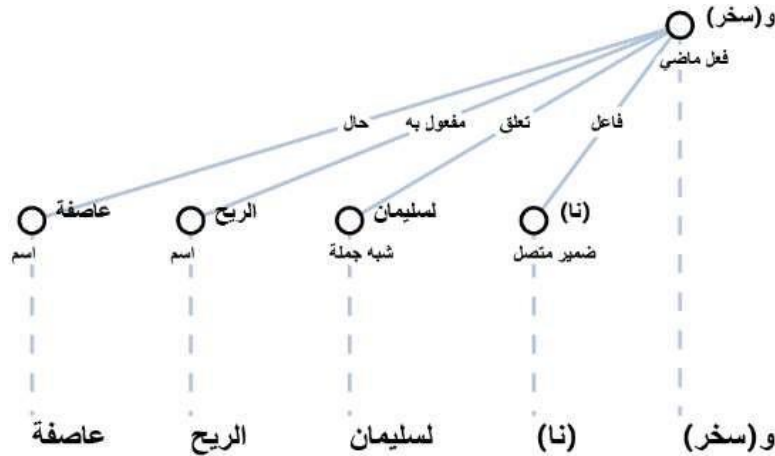 و(سخر)
فعل ماضي
فاعل تعلق مفعول به حال
(نا) لسليمان الريح عاصفة
ضمير متصل شبه جملة اسم اسم
و(سخر) (نا) لسليمان الريح عاصفة